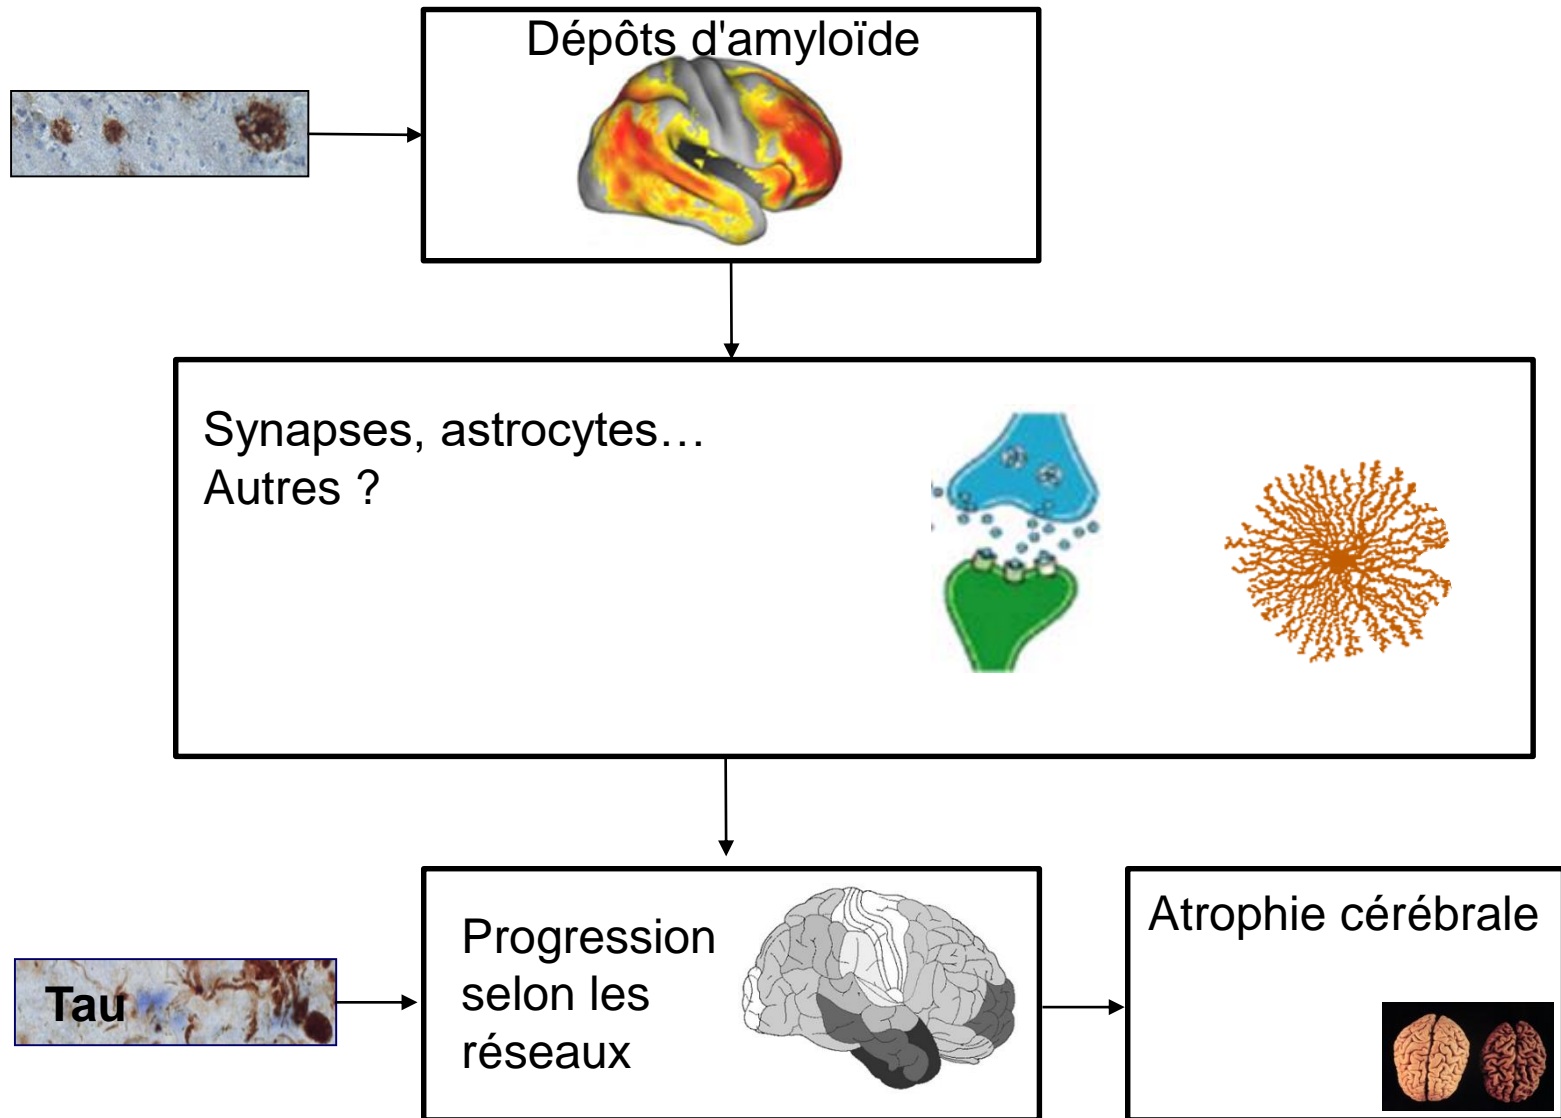 Dépôts d'amyloïde
Synapses, astrocytes…
Autres ?
Tau
Progression
selon les
réseaux
Atrophie cérébrale